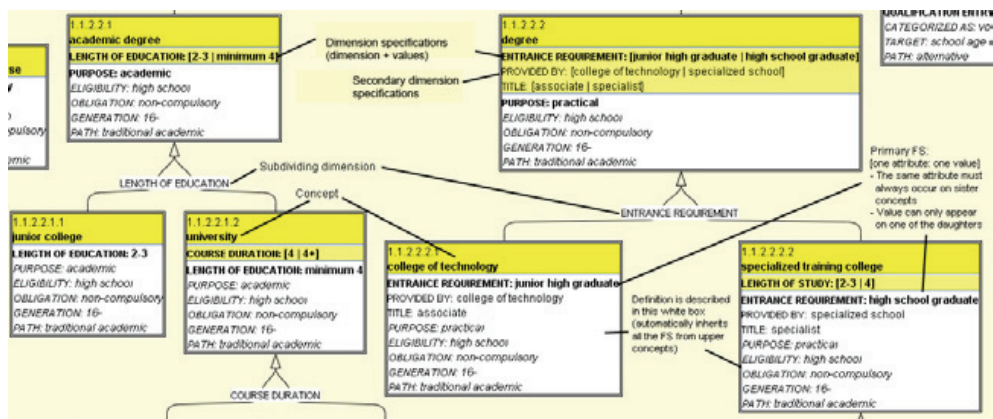 1.1.2.2.1
academic degree
LENGTH OF EDUCATION: [2-3 | minimum 4]
PURPOSE: academic
ELIGIBILITY: high school
OBLIGATION: non-compulsory
GENERATION: 16-
PATH: traditional academic
Dimension specifications
(dimension + values)
Secondary dimension
specifications
1.1.2.2.2
degree
ENTRANCE REQUIREMENT: [junior high graduate | high school graduate]
PROVIDED BY: [college of technology | specialized school]
TITLE: [associate | specialist]
PURPOSE: practical
ELIGIBILITY: high school
OBLIGATION: non-compulsory
GENERATION: 16-
PATH: traditional academic
QUALIFICATION ENTRY
CATEGORIZED AS: vo
TARGET: school age
PATH: alternative
Primary FS:
[one attribute: one value]
- The same attribute must
always occur on sister
concepts
- Value can only appear
on one of the daughters
Subdividing dimension
LENGTH OF EDUCATION
Concept
ENTRANCE REQUIREMENT
1.1.2.2.1.1
junior college
LENGTH OF EDUCATION: 2-3
PURPOSE: academic
ELIGIBILITY: high school
OBLIGATION: non-compulsory
GENERATION: 16-
PATH: traditional academic
1.1.2.2.1.2
university
COURSE DURATION: [4 | 4+]
LENGTH OF EDUCATION: minimum 4
PURPOSE: academic
ELIGIBILITY: high school
OBLIGATION: non-compulsory
GENERATION: 16-
PATH: traditional academic
COURSE DURATION
1.1.2.2.2.1
college of technology
ENTRANCE REQUIREMENT: junior high graduate
PROVIDED BY: college of technology
TITLE: associate
PURPOSE: practical
ELIGIBILITY: high school
OBLIGATION: non-compulsory
GENERATION: 16-
PATH: traditional academic
Definition is described
in this white box
(automatically inherits
all the FS from upper
concepts)
1.1.2.2.2.2
specialized training college
LENGTH OF STUDY: [2-3 | 4]
ENTRANCE REQUIREMENT: high school graduate
PROVIDED BY: specialized school
TITLE: specialist
PURPOSE: practical
ELIGIBILITY: high school
OBLIGATION: non-compulsory
GENERATION: 16-
PATH: traditional academic